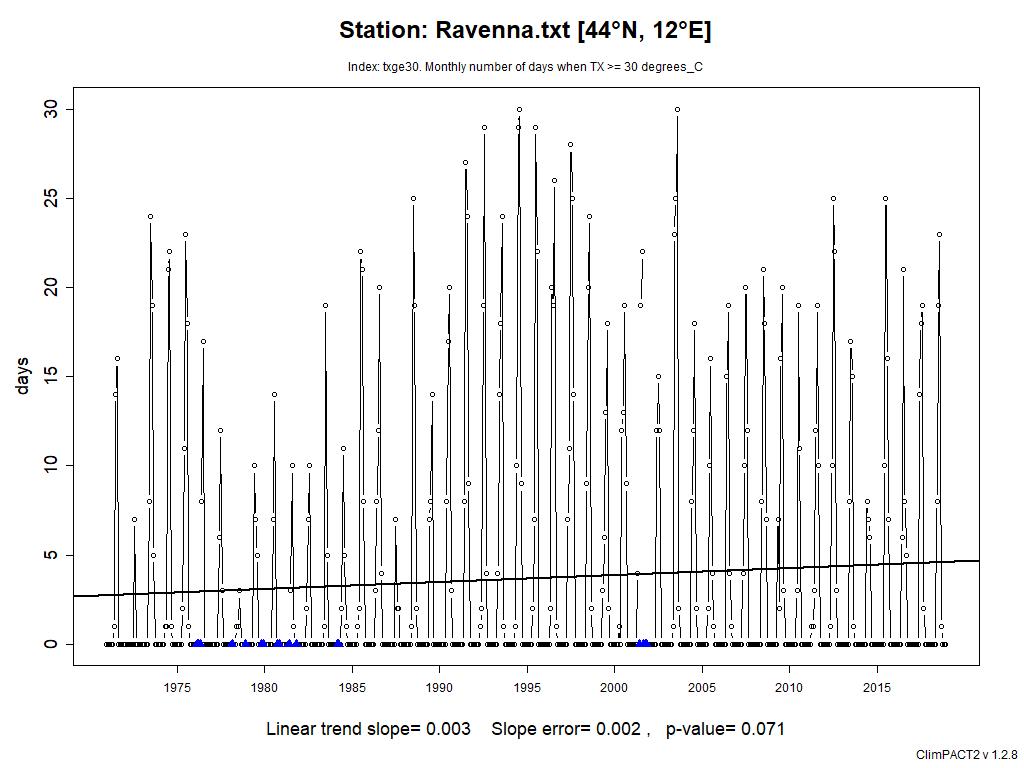 Station: Ravenna.txt [44°N, 12°E]
Index: txge30. Monthly number of days when TX >= 30 degrees_C
days
30
25
20
15
10
5
0
1975 1980 1985 1990 1995 2000 2005 2010 2015
Linear trend slope= 0.003 Slope error= 0.002 , p-value= 0.071
ClimPACT2 v 1.2.8